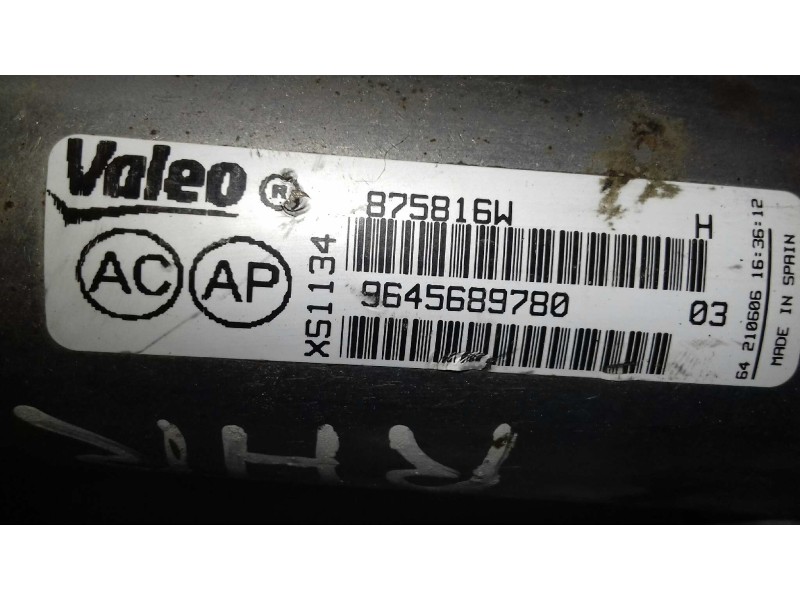 Valeo ®
AC AP
XS1134
875816W H
9645689780 03
64 210606 16:36:12
MADE IN SPAIN